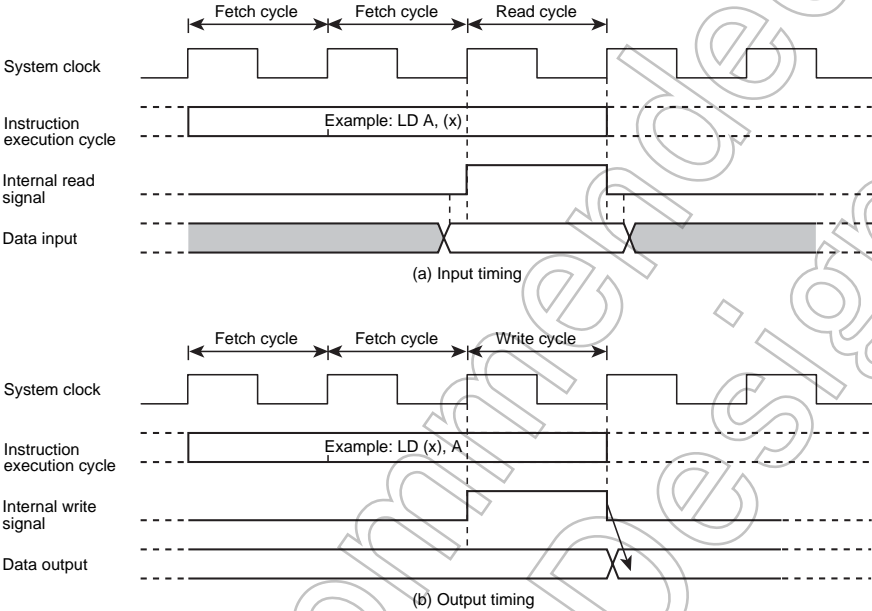 Fetch cycle Fetch cycle Read cycle
System clock
Instruction
execution cycle
Example: LD A, (x)
Internal read
signal
Data input
(a) Input timing
Fetch cycle Fetch cycle Write cycle
System clock
Instruction
execution cycle
Example: LD (x), A
Internal write
signal
Data output
(b) Output timing